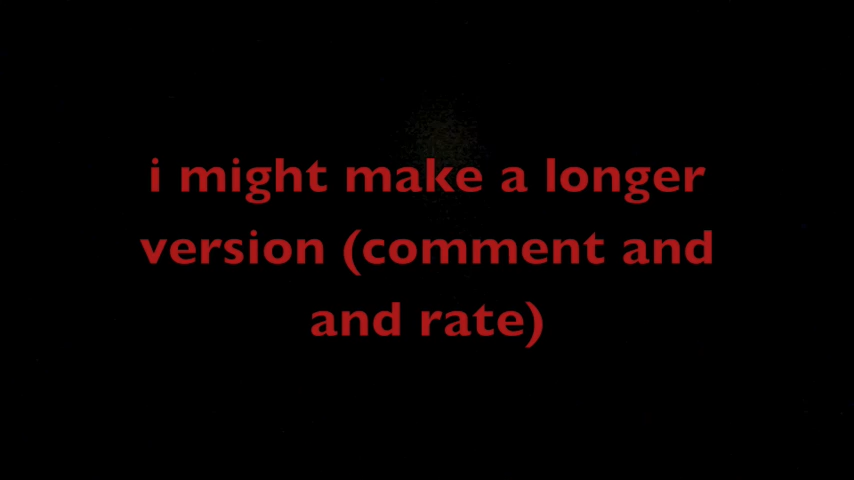 i might make a longer
version (comment and
and rate)